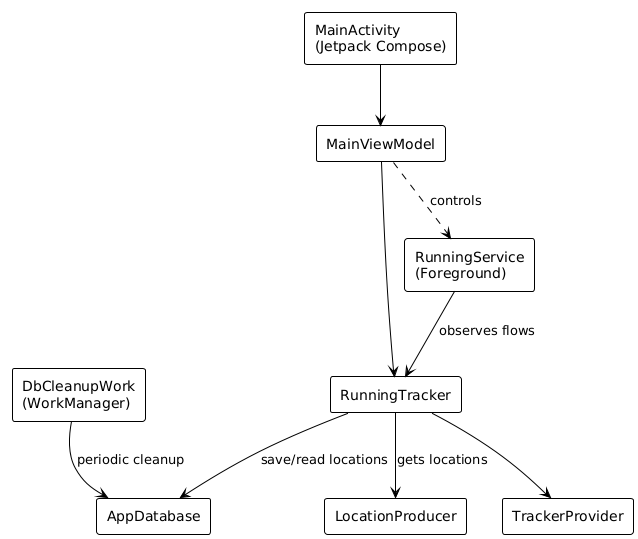 MainActivity
(Jetpack Compose)
MainViewModel
controls
RunningService
(Foreground)
observes flows
DbCleanupWork
(WorkManager)
RunningTracker
periodic cleanup
save/read locations
gets locations
AppDatabase
LocationProducer
TrackerProvider